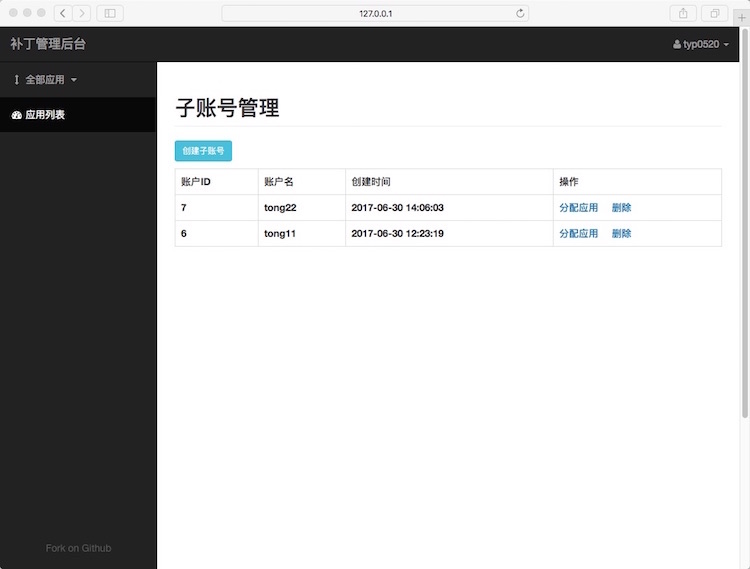 127.0.0.1
补丁管理后台
typ0520
全部应用
应用列表
子账号管理
创建子账号
账户ID 账户名 创建时间 操作
7 tong22 2017-06-30 14:06:03 分配应用 删除
6 tong11 2017-06-30 12:23:19 分配应用 删除
Fork on Github